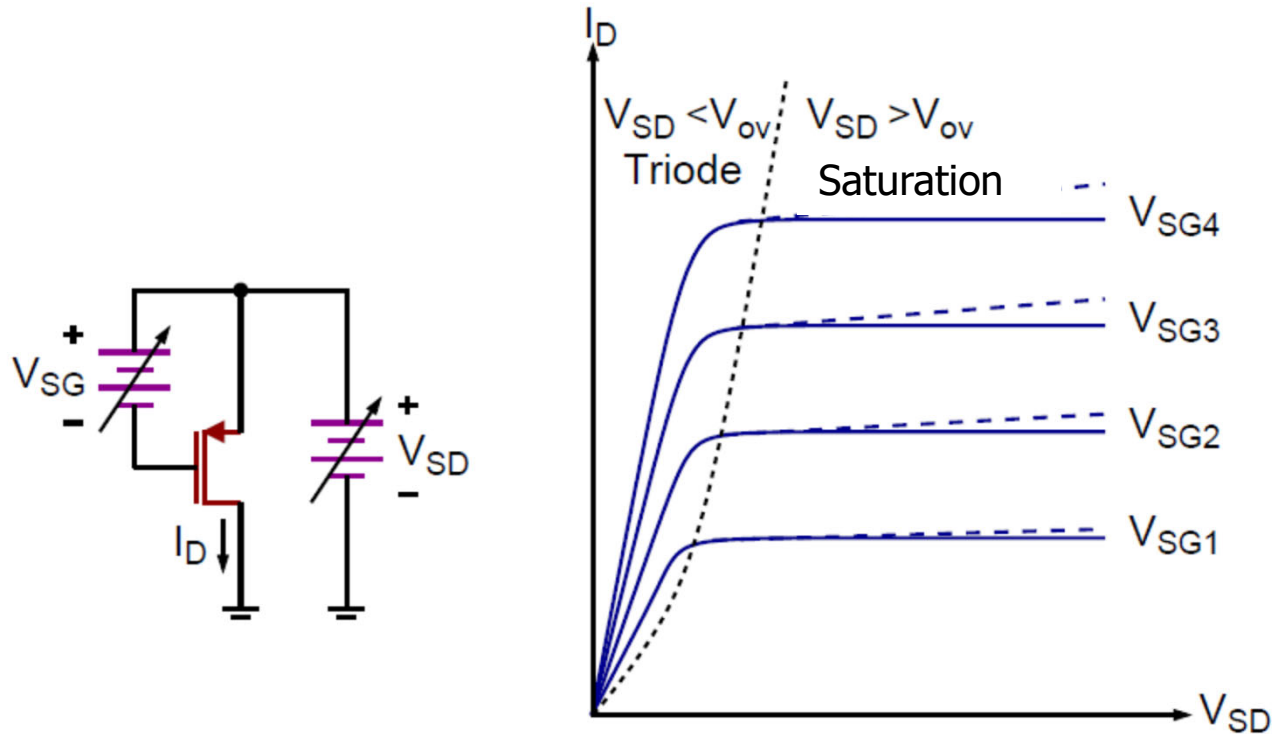 I_D
V_SD <V_ov V_SD >V_ov
Triode Saturation
V_SG4
V_SG3
V_SG2
V_SG1
V_SD
+
V_SG
−
+
V_SD
−
I_D